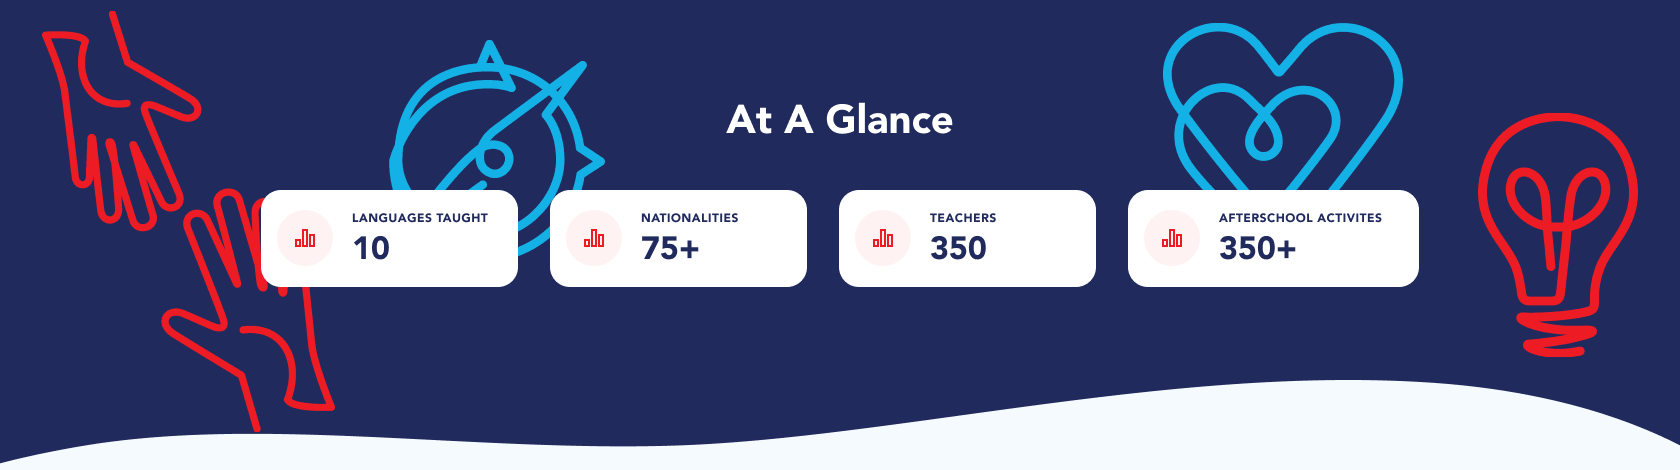 At A Glance
LANGUAGES TAUGHT
10
NATIONALITIES
75+
TEACHERS
350
AFTERSCHOOL ACTIVITES
350+